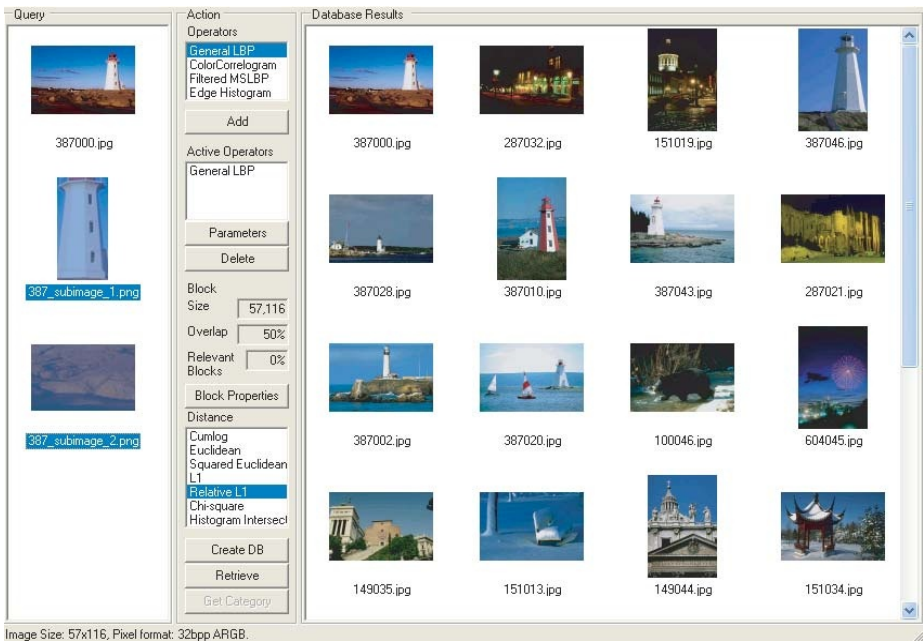 Query
387000.jpg
387_subimage_1.png
387_subimage_2.png
Action
Operators
General LBP
ColorCorrelogram
Filtered MSLBP
Edge Histogram
Add
Active Operators
General LBP
Parameters
Delete
Block
Size 57,116
Overlap 50%
Relevant Blocks 0%
Block Properties
Distance
Cumlog
Euclidean
Squared Euclidean
L1
Relative L1
Chi-square
Histogram Intersect
Create DB
Retrieve
Get Category
Database Results
387000.jpg 287032.jpg 151019.jpg 387046.jpg
387028.jpg 387010.jpg 387043.jpg 287021.jpg
387002.jpg 387020.jpg 100046.jpg 604045.jpg
149035.jpg 151013.jpg 149044.jpg 151034.jpg
Image Size: 57x116, Pixel format: 32bpp ARGB.